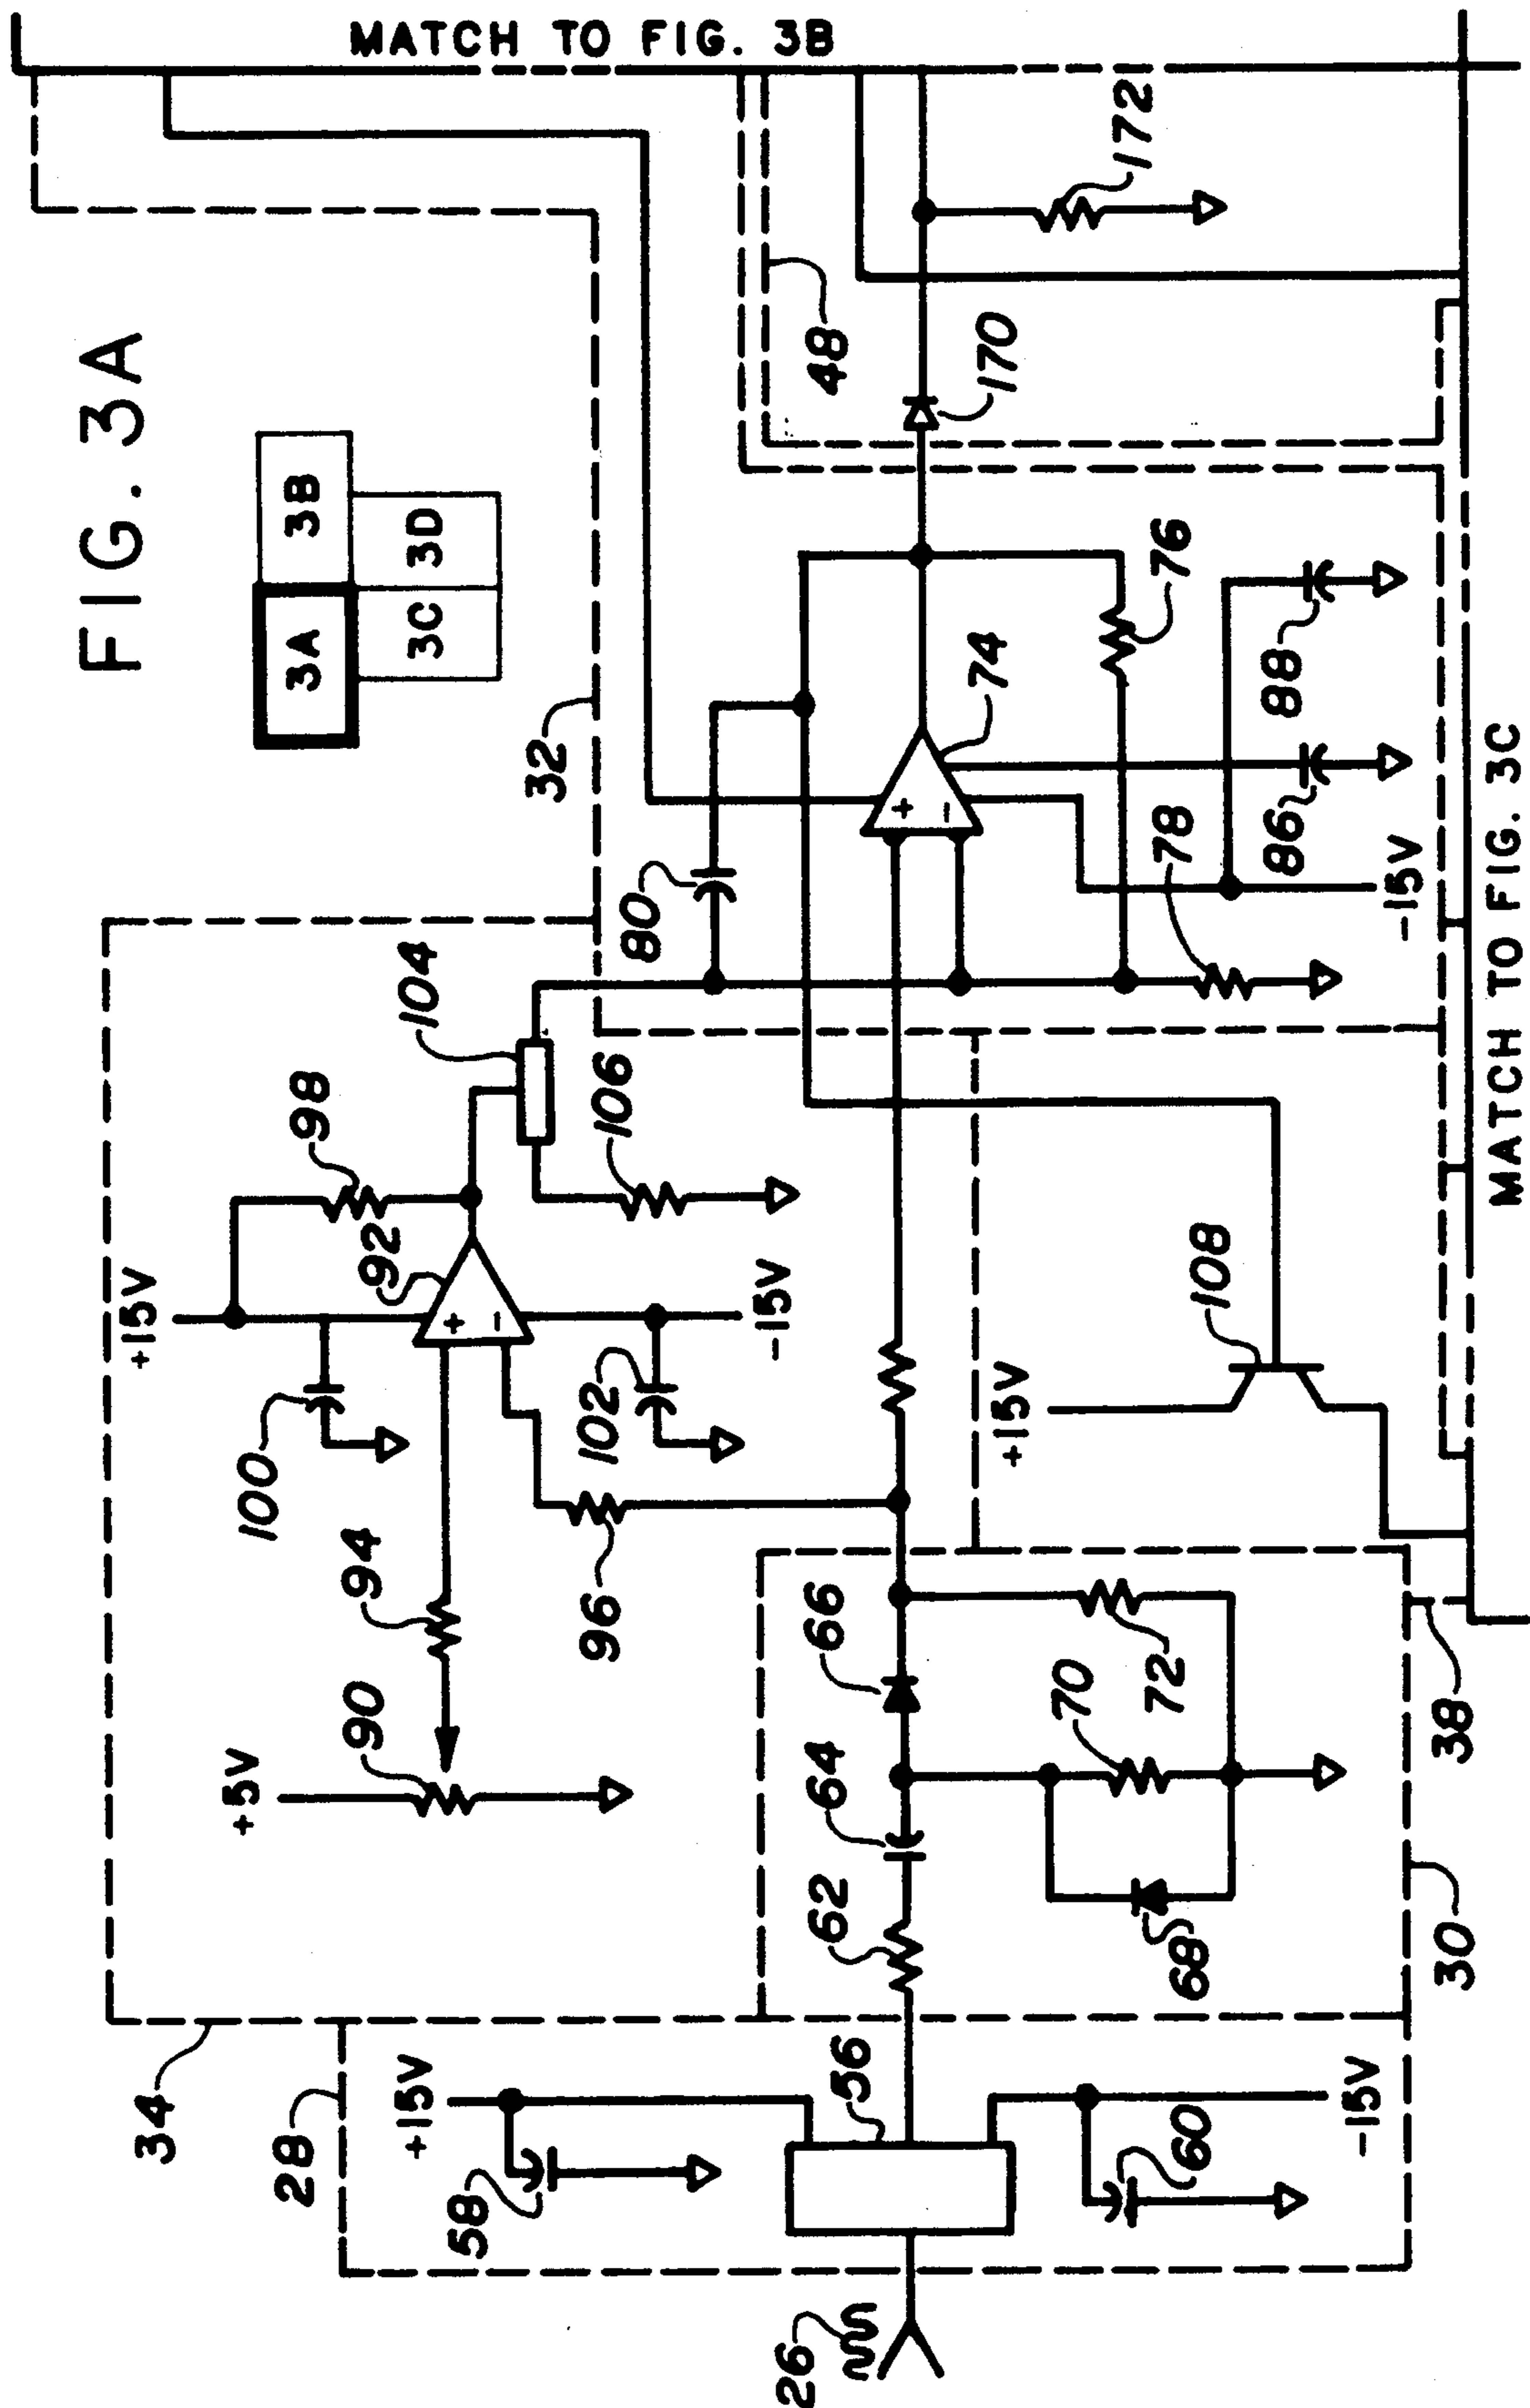 FIG. 3A
3A
3B
3C
3D
MATCH TO FIG. 3B
34
28
+15V
58
56
60
-15V
26
+5V
90
94
100
+15V
98
92
104
106
102
-15V
96
62
64
66
68
70
72
30
38
+15V
108
32
80
74
76
78
86
88
-15V
48
170
172
MATCH TO FIG. 3C